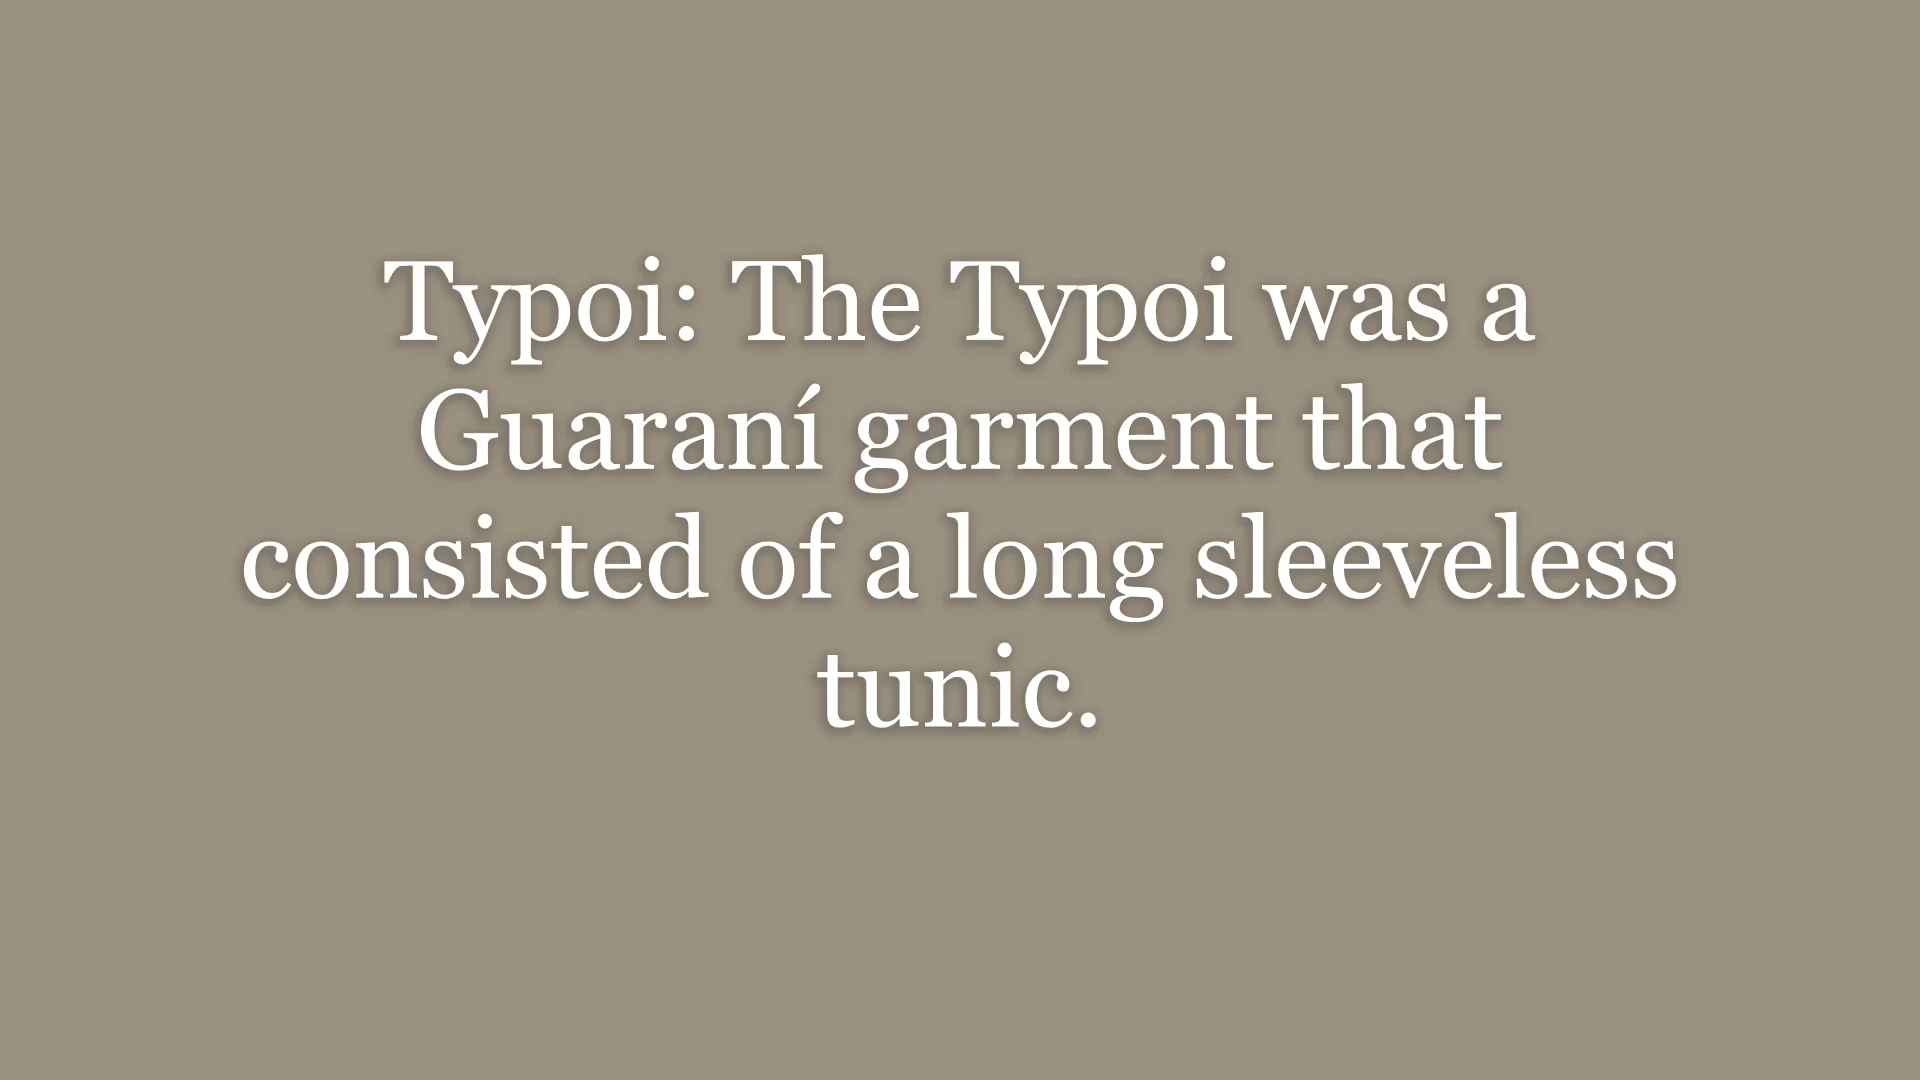 Typoi: The Typoi was a
Guaraní garment that
consisted of a long sleeveless
tunic.